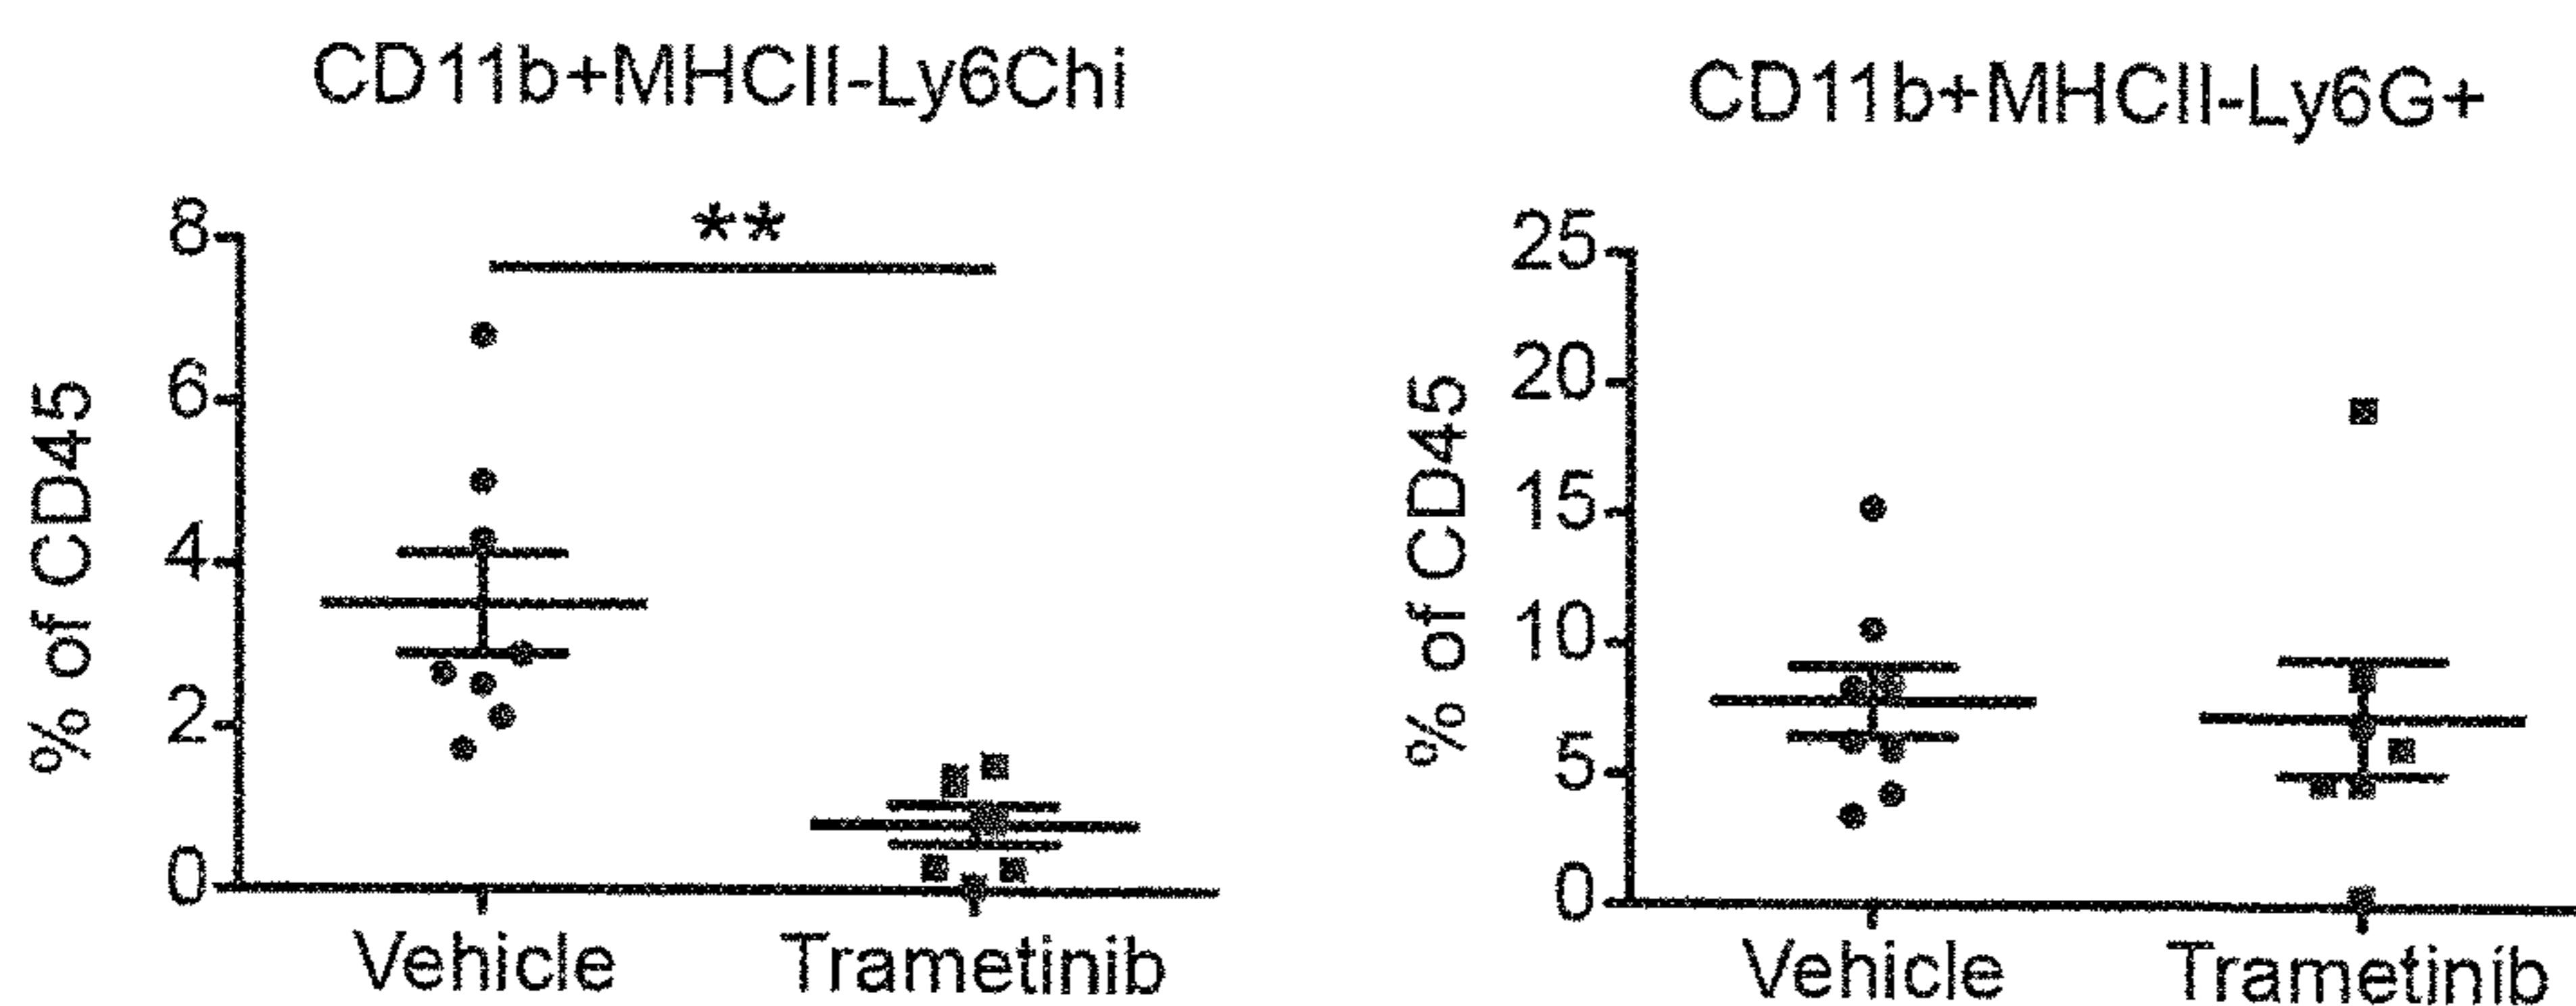 CD11b+MHCII-Ly6Chi
% of CD45
8
6
4
2
0
**
Vehicle
Trametinib
CD11b+MHCII-Ly6G+
% of CD45
25
20
15
10
5
0
Vehicle
Trametinib